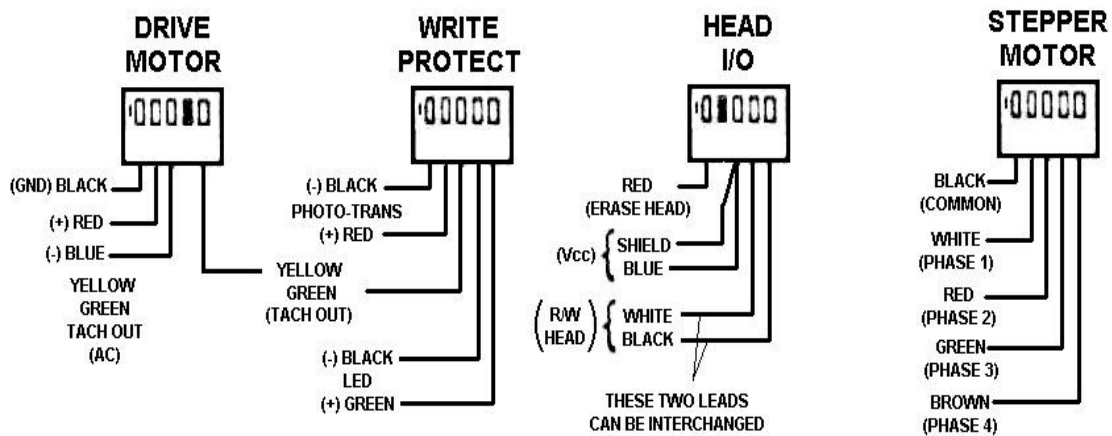 DRIVE
MOTOR
(GND) BLACK
(+) RED
(-) BLUE
YELLOW
GREEN
TACH OUT
(AC)
WRITE
PROTECT
(-) BLACK
PHOTO-TRANS
(+) RED
YELLOW
GREEN
(TACH OUT)
(-) BLACK
LED
(+) GREEN
HEAD
I/O
RED
(ERASE HEAD)
(Vcc) { SHIELD
BLUE
(R/W HEAD) { WHITE
BLACK
THESE TWO LEADS
CAN BE INTERCHANGED
STEPPER
MOTOR
BLACK
(COMMON)
WHITE
(PHASE 1)
RED
(PHASE 2)
GREEN
(PHASE 3)
BROWN
(PHASE 4)